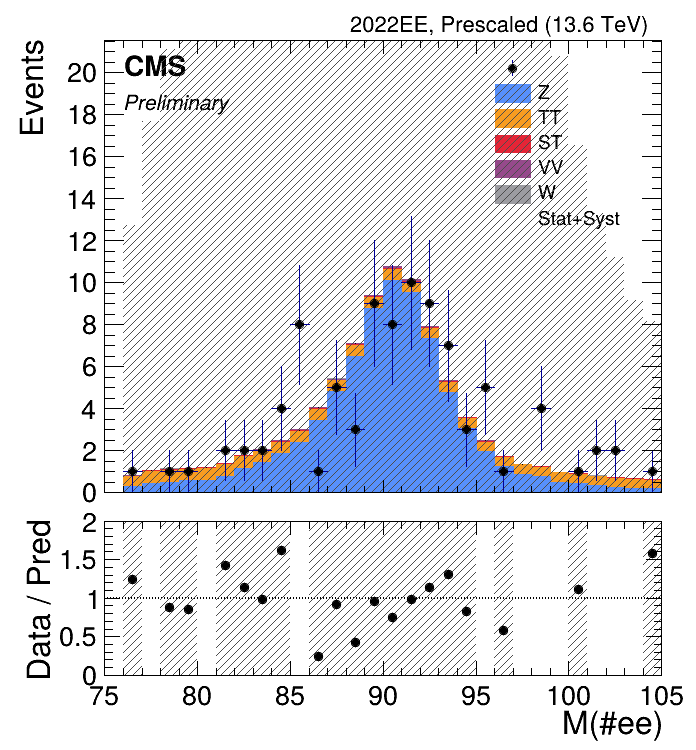 2022EE, Prescaled (13.6 TeV)
Events
CMS
Preliminary
20
18
16
14
12
10
8
6
4
2
0
Z
TT
ST
VV
W
Stat+Syst
Data / Pred
2
1.5
1
0.5
0
75 80 85 90 95 100 105
M(#ee)